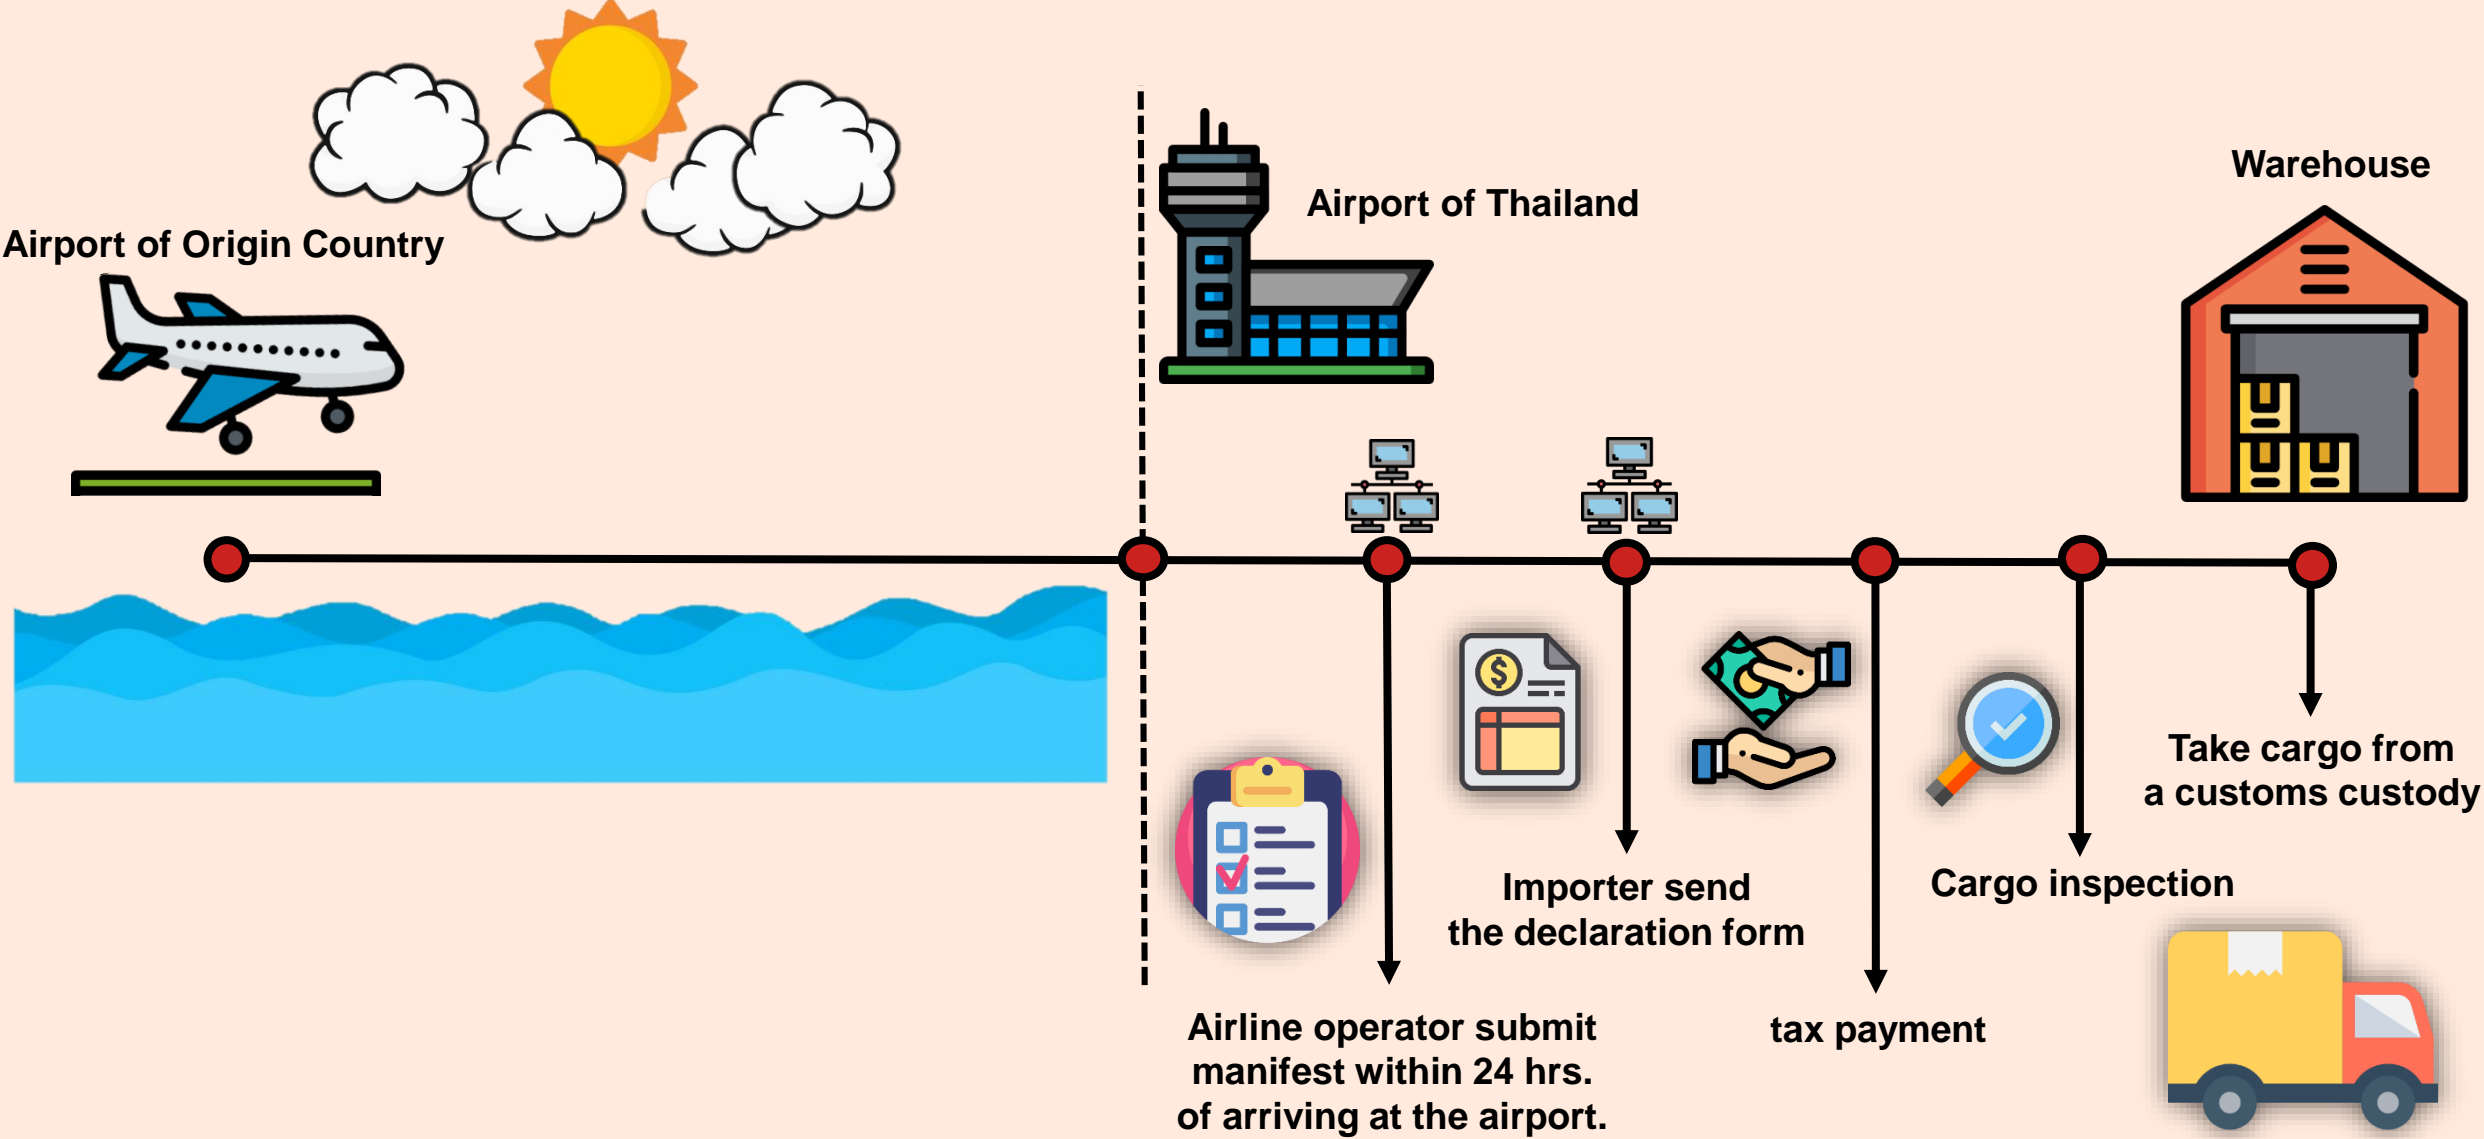 Airport of Origin Country
Airport of Thailand
Warehouse
Airline operator submit
manifest within 24 hrs.
of arriving at the airport.
Importer send
the declaration form
tax payment
Cargo inspection
Take cargo from
a customs custody